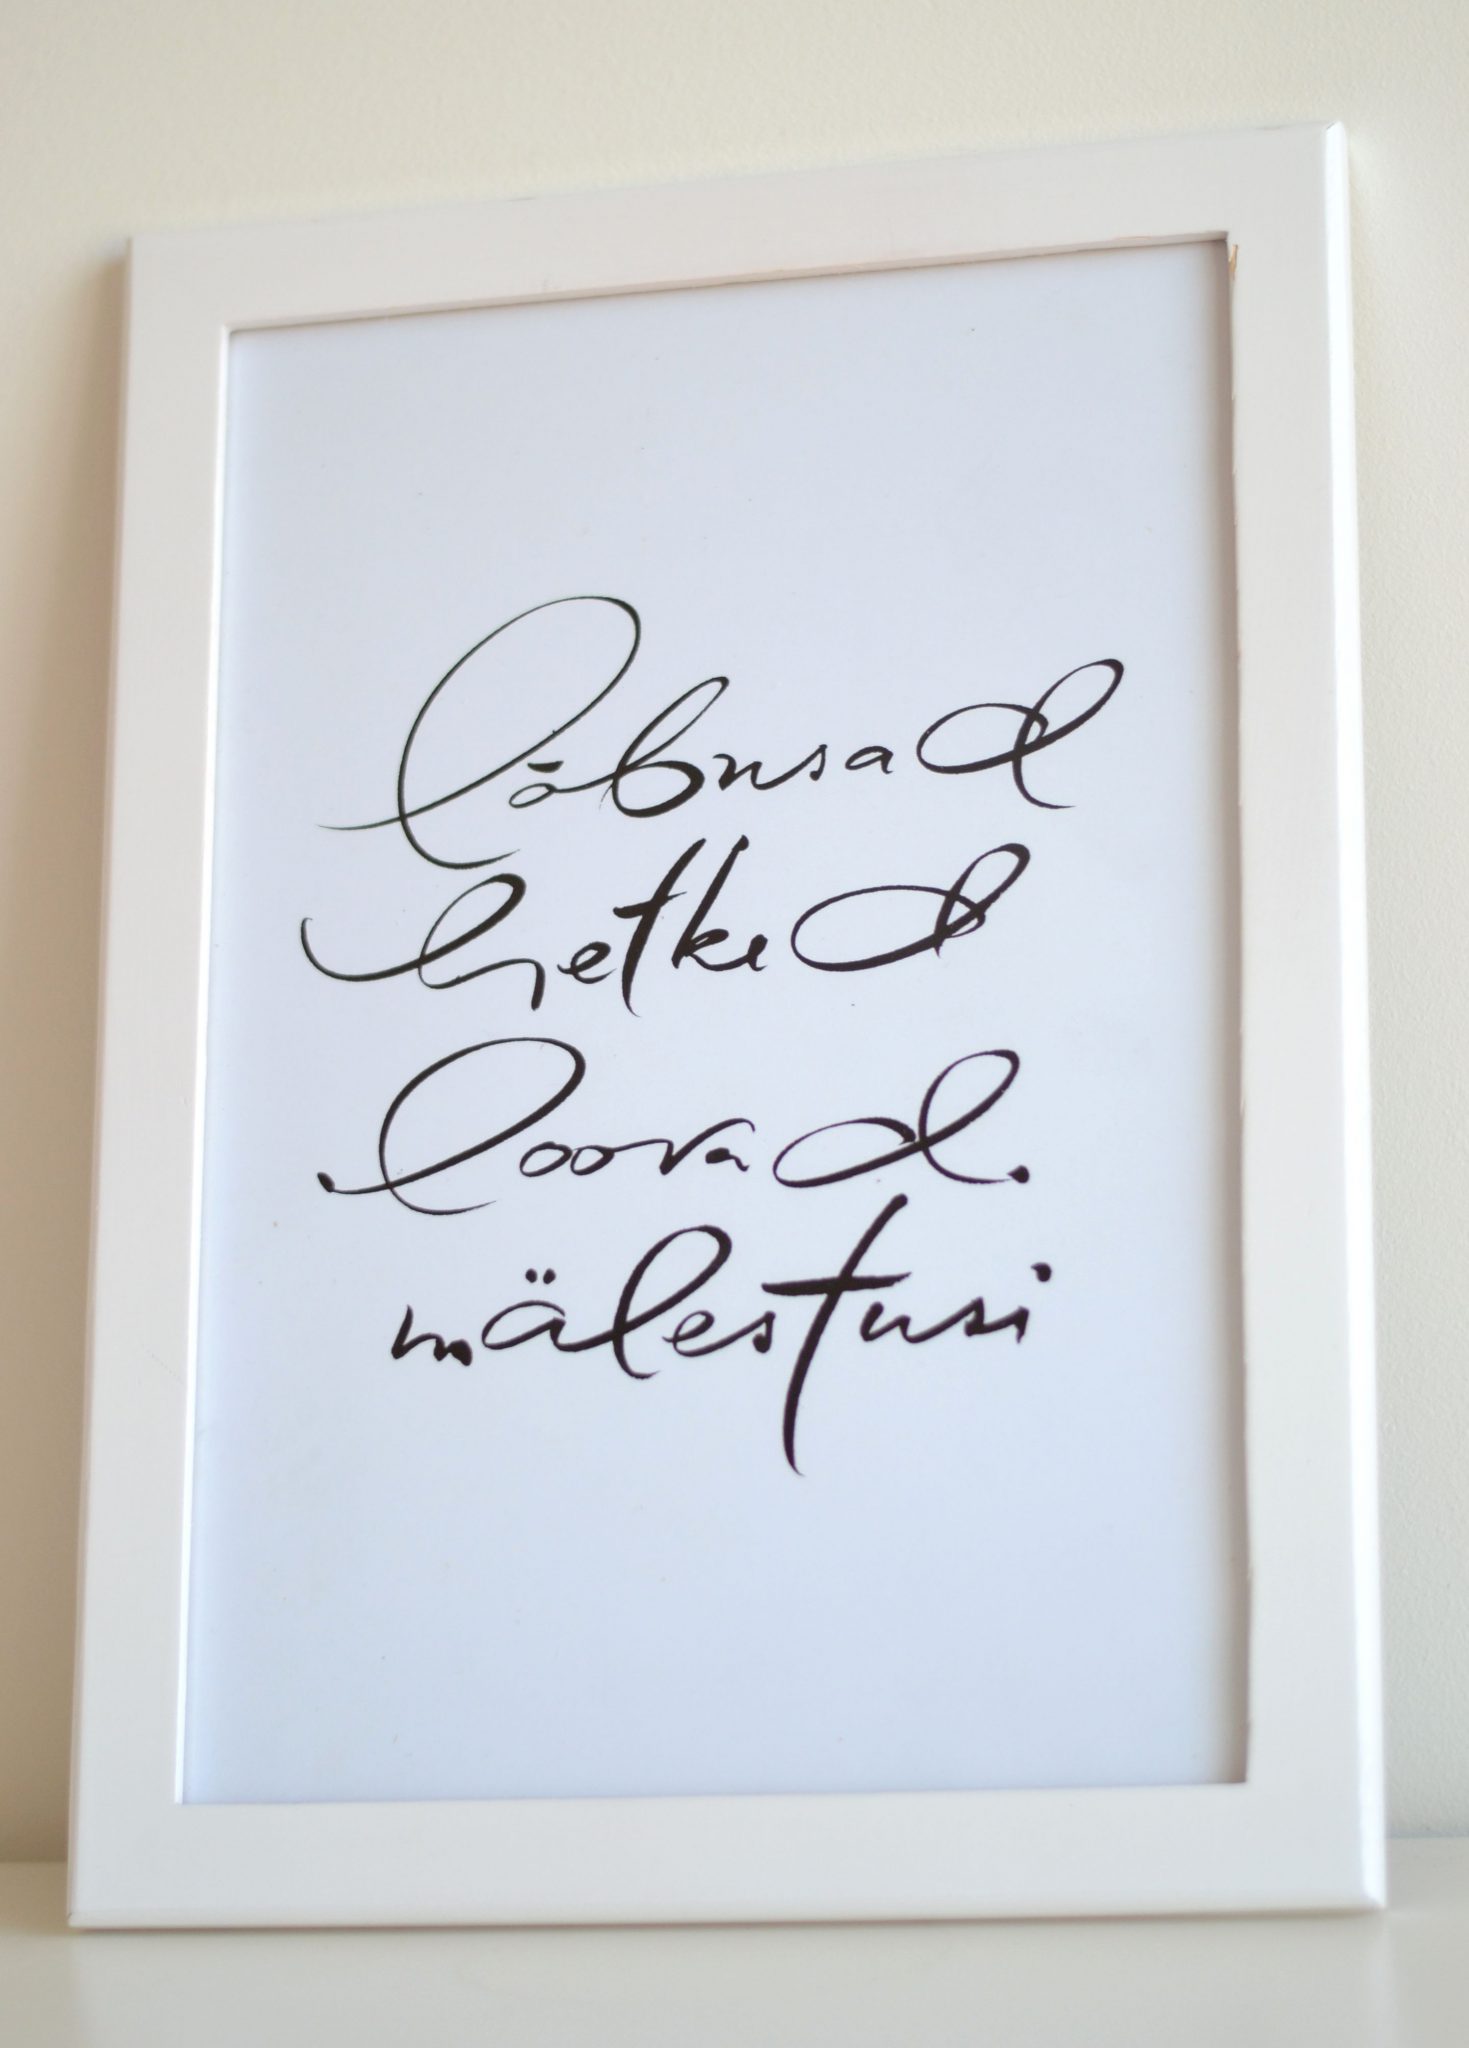 lõbusad
hetked
loovad
mälestusi